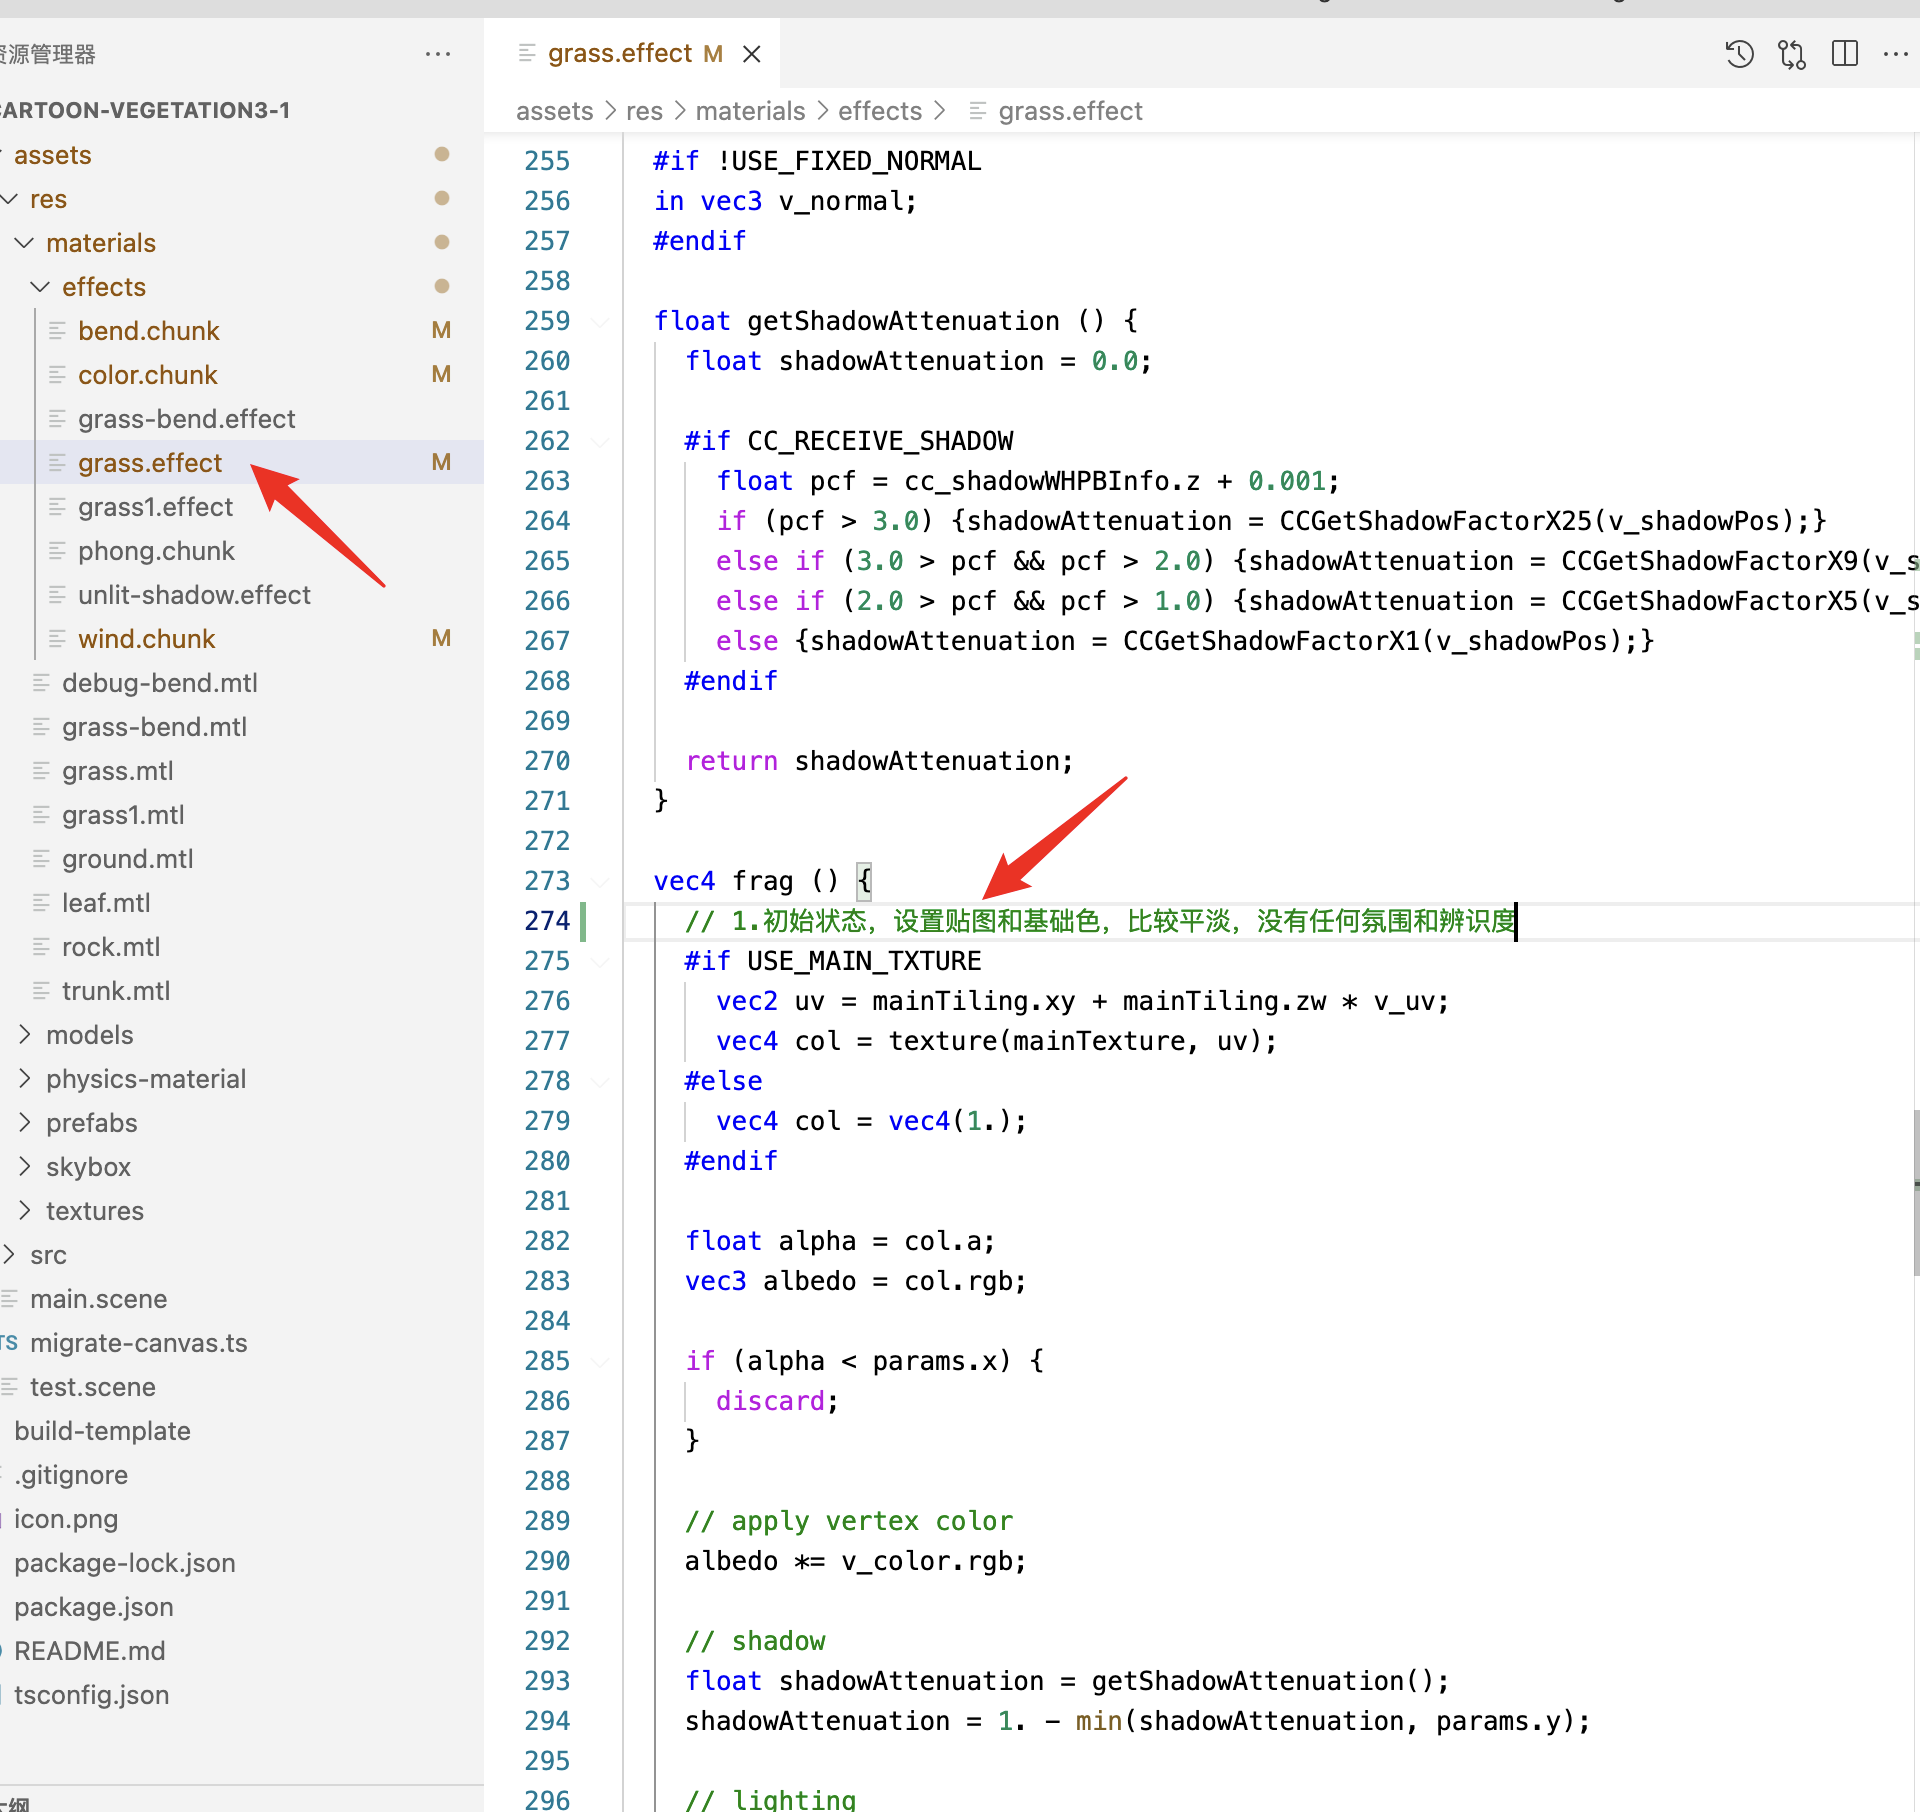 资源管理器
CARTOON-VEGETATION3-1
assets
res
materials
effects
bend.chunk M
color.chunk M
grass-bend.effect
grass.effect M
grass1.effect
phong.chunk
unlit-shadow.effect
wind.chunk M
debug-bend.mtl
grass-bend.mtl
grass.mtl
grass1.mtl
ground.mtl
leaf.mtl
rock.mtl
trunk.mtl
models
physics-material
prefabs
skybox
textures
src
main.scene
TS migrate-canvas.ts
test.scene
build-template
.gitignore
icon.png
package-lock.json
package.json
README.md
tsconfig.json
大纲
grass.effect M
assets > res > materials > effects > grass.effect
255 #if !USE_FIXED_NORMAL
256 in vec3 v_normal;
257 #endif
258
259 float getShadowAttenuation () {
260 float shadowAttenuation = 0.0;
261
262 #if CC_RECEIVE_SHADOW
263 float pcf = cc_shadowWHPBInfo.z + 0.001;
264 if (pcf > 3.0) {shadowAttenuation = CCGetShadowFactorX25(v_shadowPos);}
265 else if (3.0 > pcf && pcf > 2.0) {shadowAttenuation = CCGetShadowFactorX9(v_s
266 else if (2.0 > pcf && pcf > 1.0) {shadowAttenuation = CCGetShadowFactorX5(v_s
267 else {shadowAttenuation = CCGetShadowFactorX1(v_shadowPos);}
268 #endif
269
270 return shadowAttenuation;
271 }
272
273 vec4 frag () {
274 // 1.初始状态，设置贴图和基础色，比较平淡，没有任何氛围和辨识度
275 #if USE_MAIN_TXTURE
276 vec2 uv = mainTiling.xy + mainTiling.zw * v_uv;
277 vec4 col = texture(mainTexture, uv);
278 #else
279 vec4 col = vec4(1.);
280 #endif
281
282 float alpha = col.a;
283 vec3 albedo = col.rgb;
284
285 if (alpha < params.x) {
286 discard;
287 }
288
289 // apply vertex color
290 albedo *= v_color.rgb;
291
292 // shadow
293 float shadowAttenuation = getShadowAttenuation();
294 shadowAttenuation = 1. - min(shadowAttenuation, params.y);
295
296 // lighting